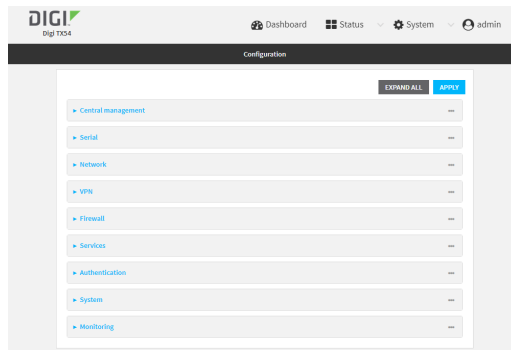 DIGI
Digi TX54
Dashboard Status System admin
Configuration
EXPAND ALL APPLY
Central management
Serial
Network
VPN
Firewall
Services
Authentication
System
Monitoring